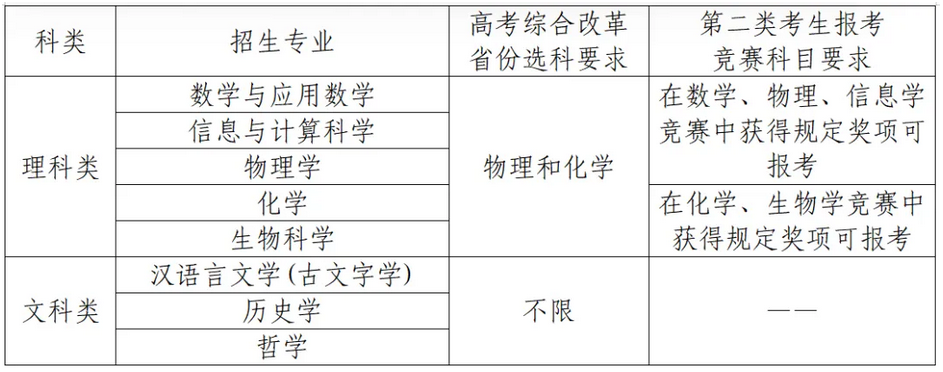 科类
招生专业
高考综合改革
省份选科要求
第二类考生报考
竞赛科目要求
理科类
数学与应用数学
信息与计算科学
物理学
化学
生物科学
物理和化学
在数学、物理、信息学
竞赛中获得规定奖项可
报考
在化学、生物学竞赛中
获得规定奖项可报考
文科类
汉语言文学(古文字学)
历史学
哲学
不限
——